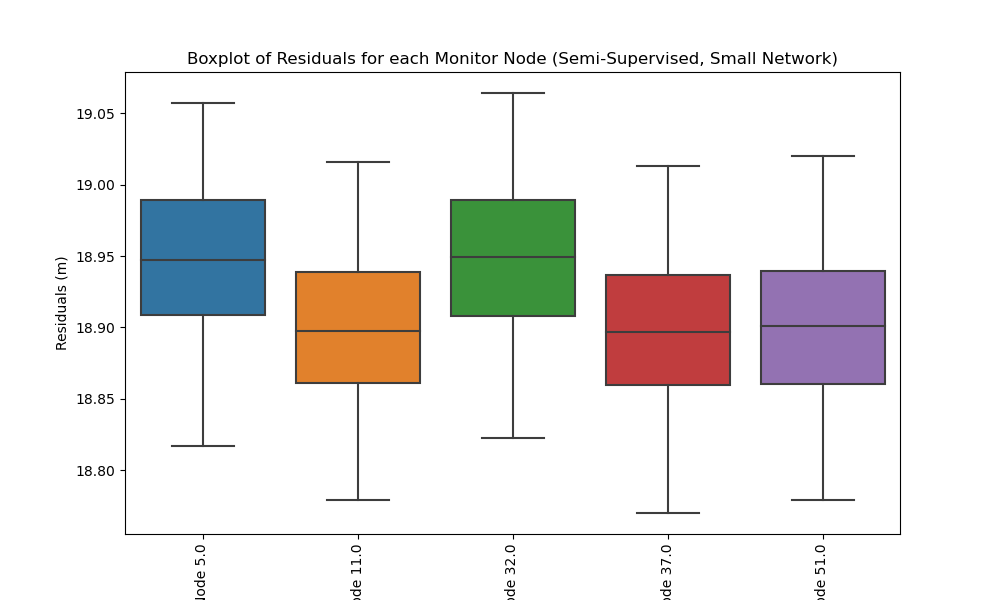 Boxplot of Residuals for each Monitor Node (Semi-Supervised, Small Network)
19.05
19.00
18.95
18.90
18.85
18.80
Residuals (m)
Node 5.0
ode 11.0
ode 32.0
ode 37.0
ode 51.0